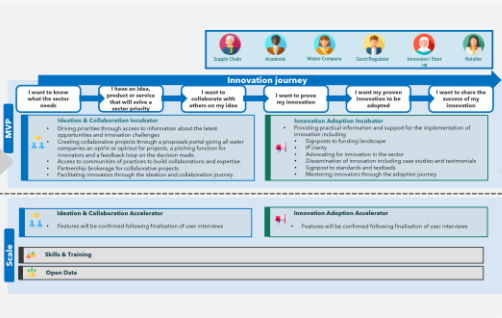 Supply Chain
Academic
Water Company
Govt/Regulator
Innovator/ Start
up
Retailer
Innovation journey
I want to know
what the sector
needs
I have an idea,
product or service
that will solve a
sector priority
I want to
collaborate with
others on my idea
I want to prove
my innovation
I want my proven
innovation to be
adopted
I want to share the
success of my
innovation
MVP
Ideation & Collaboration Incubator
• Driving priorities through access to information about the latest
opportunities and innovation challenges
• Creating collaborative projects through a proposals portal giving all water
companies an opt/in or opt/out for projects, a pitching function for
innovators and a feedback loop on the decision made.
• Access to communities of practices to build collaborations and expertise
• Partnership brokerage for collaborative projects
• Facilitating innovators through the ideation and collaboration journey
Innovation Adoption Incubator
• Providing practical information and support for the implementation of
innovation including
• Signposts to funding landscape
• IP clarity
• Advocating for innovation in the sector
• Dissemination of innovation including case studies and testimonials
• Signpost to standards and testbeds
• Mentoring innovators through the adoption journey
Scale
Ideation & Collaboration Accelerator
• Features will be confirmed following finalisation of user interviews
Innovation Adoption Accelerator
• Features will be confirmed following finalisation of user interviews
Skills & Training
Open Data